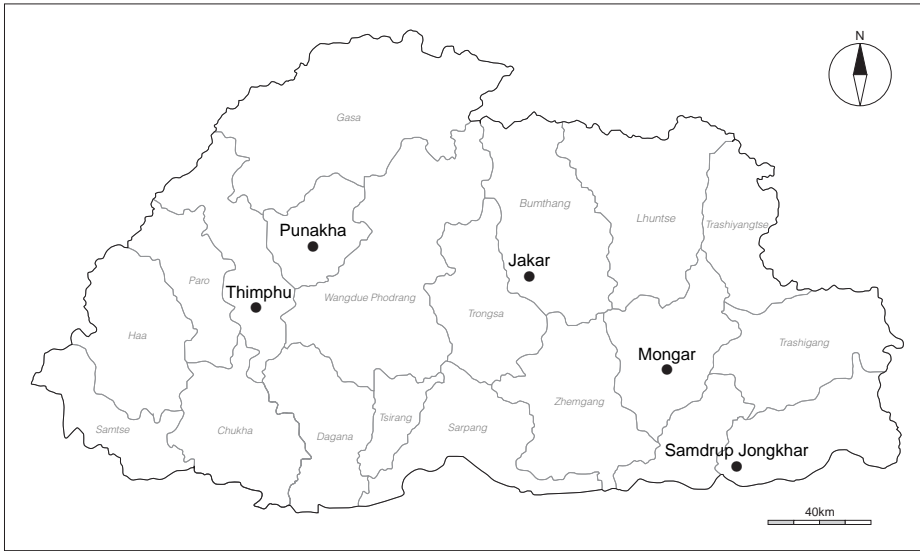 N
Gasa
Bumthang
Lhuntse
Trashiyangtse
Punakha
Jakar
Paro
Thimphu
Wangdue Phodrang
Trongsa
Haa
Mongar
Trashigang
Zhemgang
Samtse
Chukha
Dagana
Tsirang
Sarpang
Samdrup Jongkhar
40km